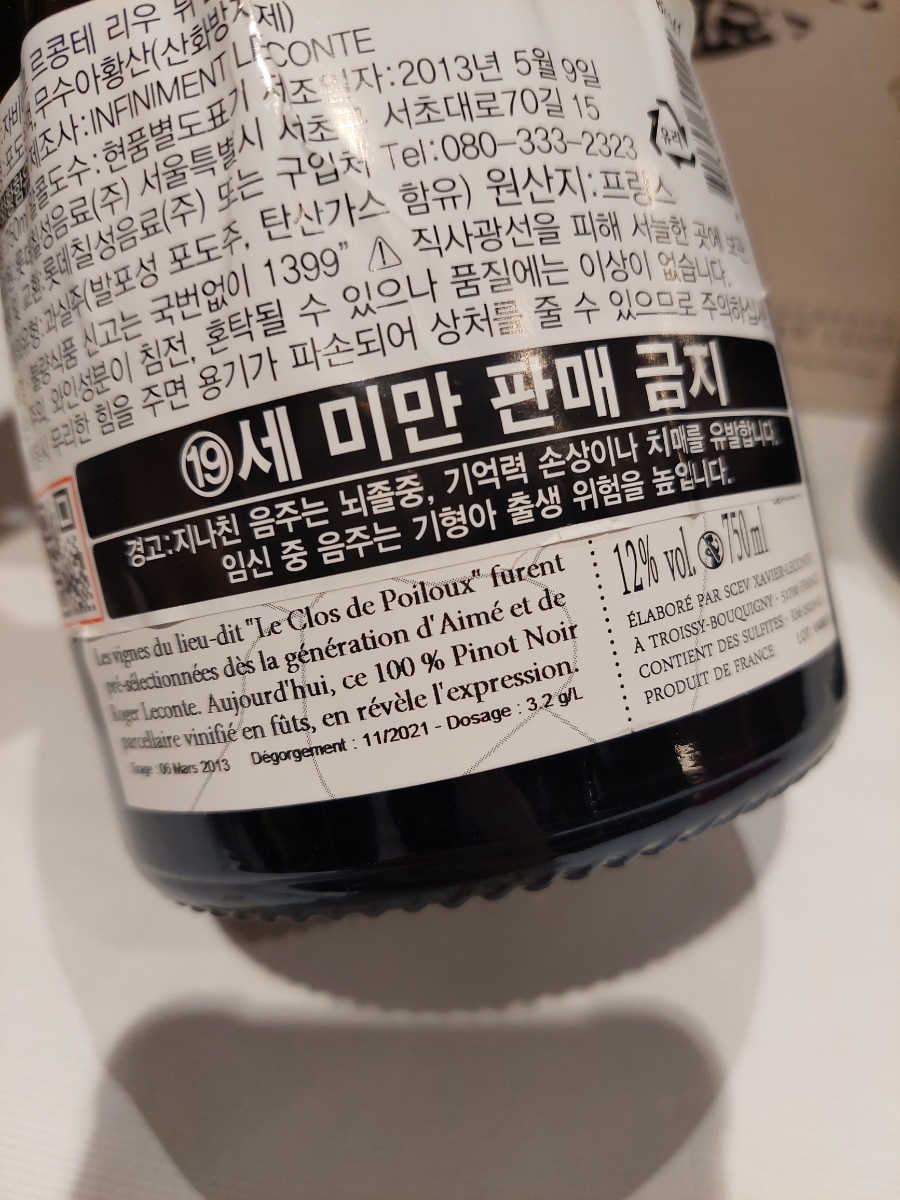 르콩테 리우
무수아황산(산화방지제)
제조사:INFINIMENT LECONTE
콜도수:현품별도표기 제조일자:2013년 5월 9일
성음료(주) 서울특별시 서초구 서초대로70길 15
교환:롯데칠성음료(주) 또는 구입처 Tel:080-333-2323
과실주(발포성 포도주, 탄산가스 함유) 원산지:프랑스
불량식품 신고는 국번없이 1399" ⚠ 직사광선을 피해 서늘한 곳에
와인성분이 침전, 혼탁될 수 있으나 품질에는 이상이 없습니다.
무리한 힘을 주면 용기가 파손되어 상처를 줄 수 있으므로 주의하십시
유리
⑲세 미만 판매 금지
경고:지나친 음주는 뇌졸중, 기억력 손상이나 치매를 유발합니다.
임신 중 음주는 기형아 출생 위험을 높입니다.
Les vignes du lieu-dit "Le Clos de Poiloux" furent
pré-sélectionnées dès la génération d'Aimé et de
Roger Leconte. Aujourd'hui, ce 100 % Pinot Noir
parcellaire vinifié en fûts, en révèle l'expression.
Tirage : 06 Mars 2013 Dégorgement : 11/2021 - Dosage : 3.2 g/L
12% vol. 750 ml
ÉLABORÉ PAR SCEV XAVIER LECONTE
À TROISSY-BOUQUIGNY - 51700 FRANCE
CONTIENT DES SULFITES -
PRODUIT DE FRANCE